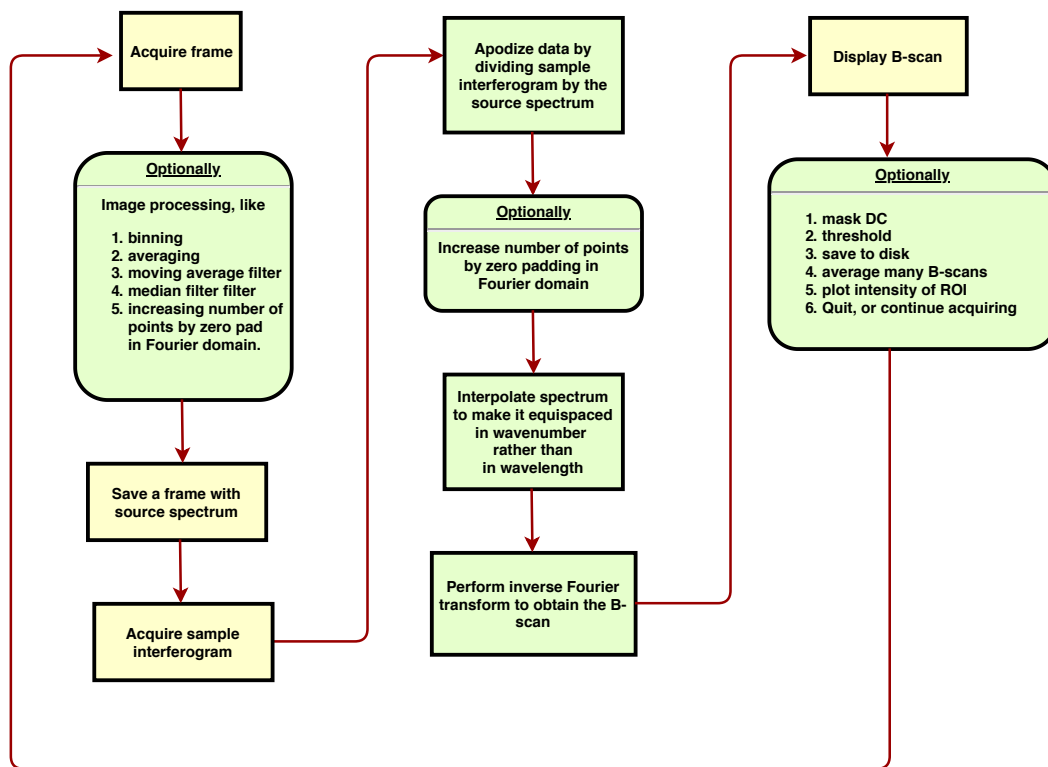 Acquire frame
Optionally
Image processing, like
1. binning
2. averaging
3. moving average filter
4. median filter filter
5. increasing number of
points by zero pad
in Fourier domain.
Save a frame with
source spectrum
Acquire sample
interferogram
Apodize data by
dividing sample
interferogram by the
source spectrum
Optionally
Increase number of points
by zero padding in
Fourier domain
Interpolate spectrum
to make it equispaced
in wavenumber
rather than
in wavelength
Perform inverse Fourier
transform to obtain the B-
scan
Display B-scan
Optionally
1. mask DC
2. threshold
3. save to disk
4. average many B-scans
5. plot intensity of ROI
6. Quit, or continue acquiring